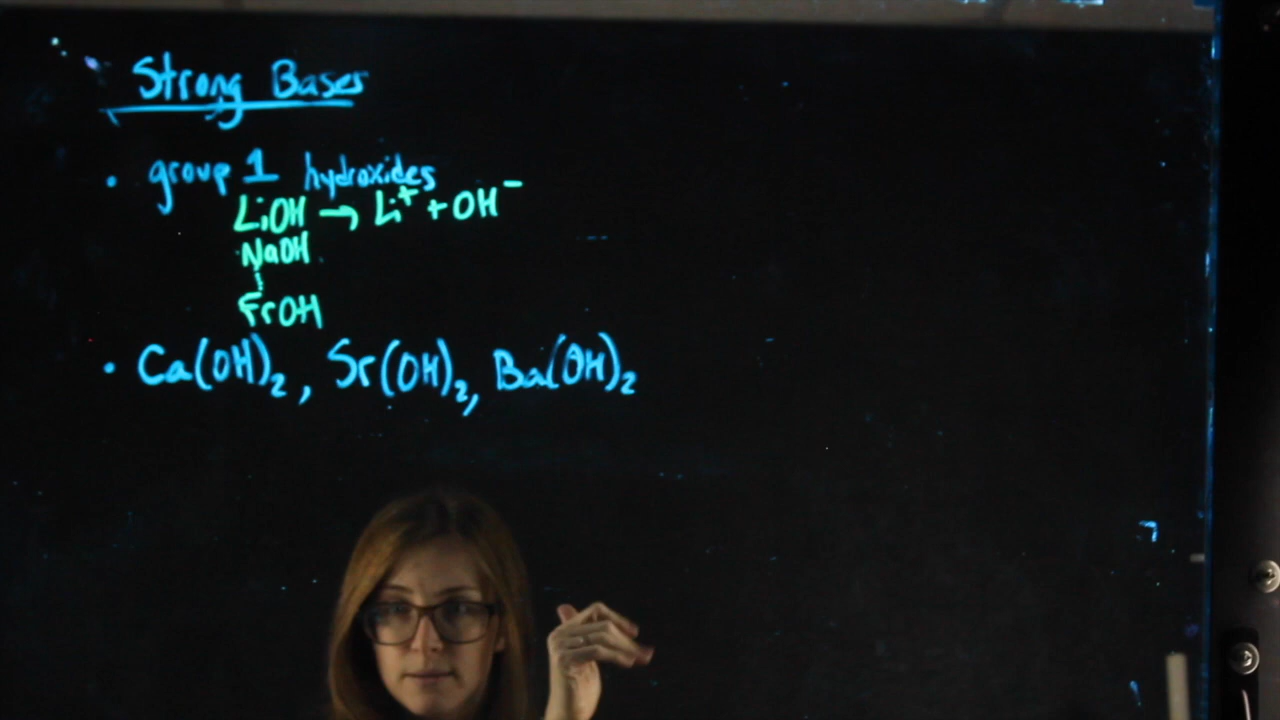 Strong Bases
• group 1 hydroxides
LiOH → Li⁺ + OH⁻
NaOH
⋮
FrOH
• Ca(OH)₂, Sr(OH)₂, Ba(OH)₂